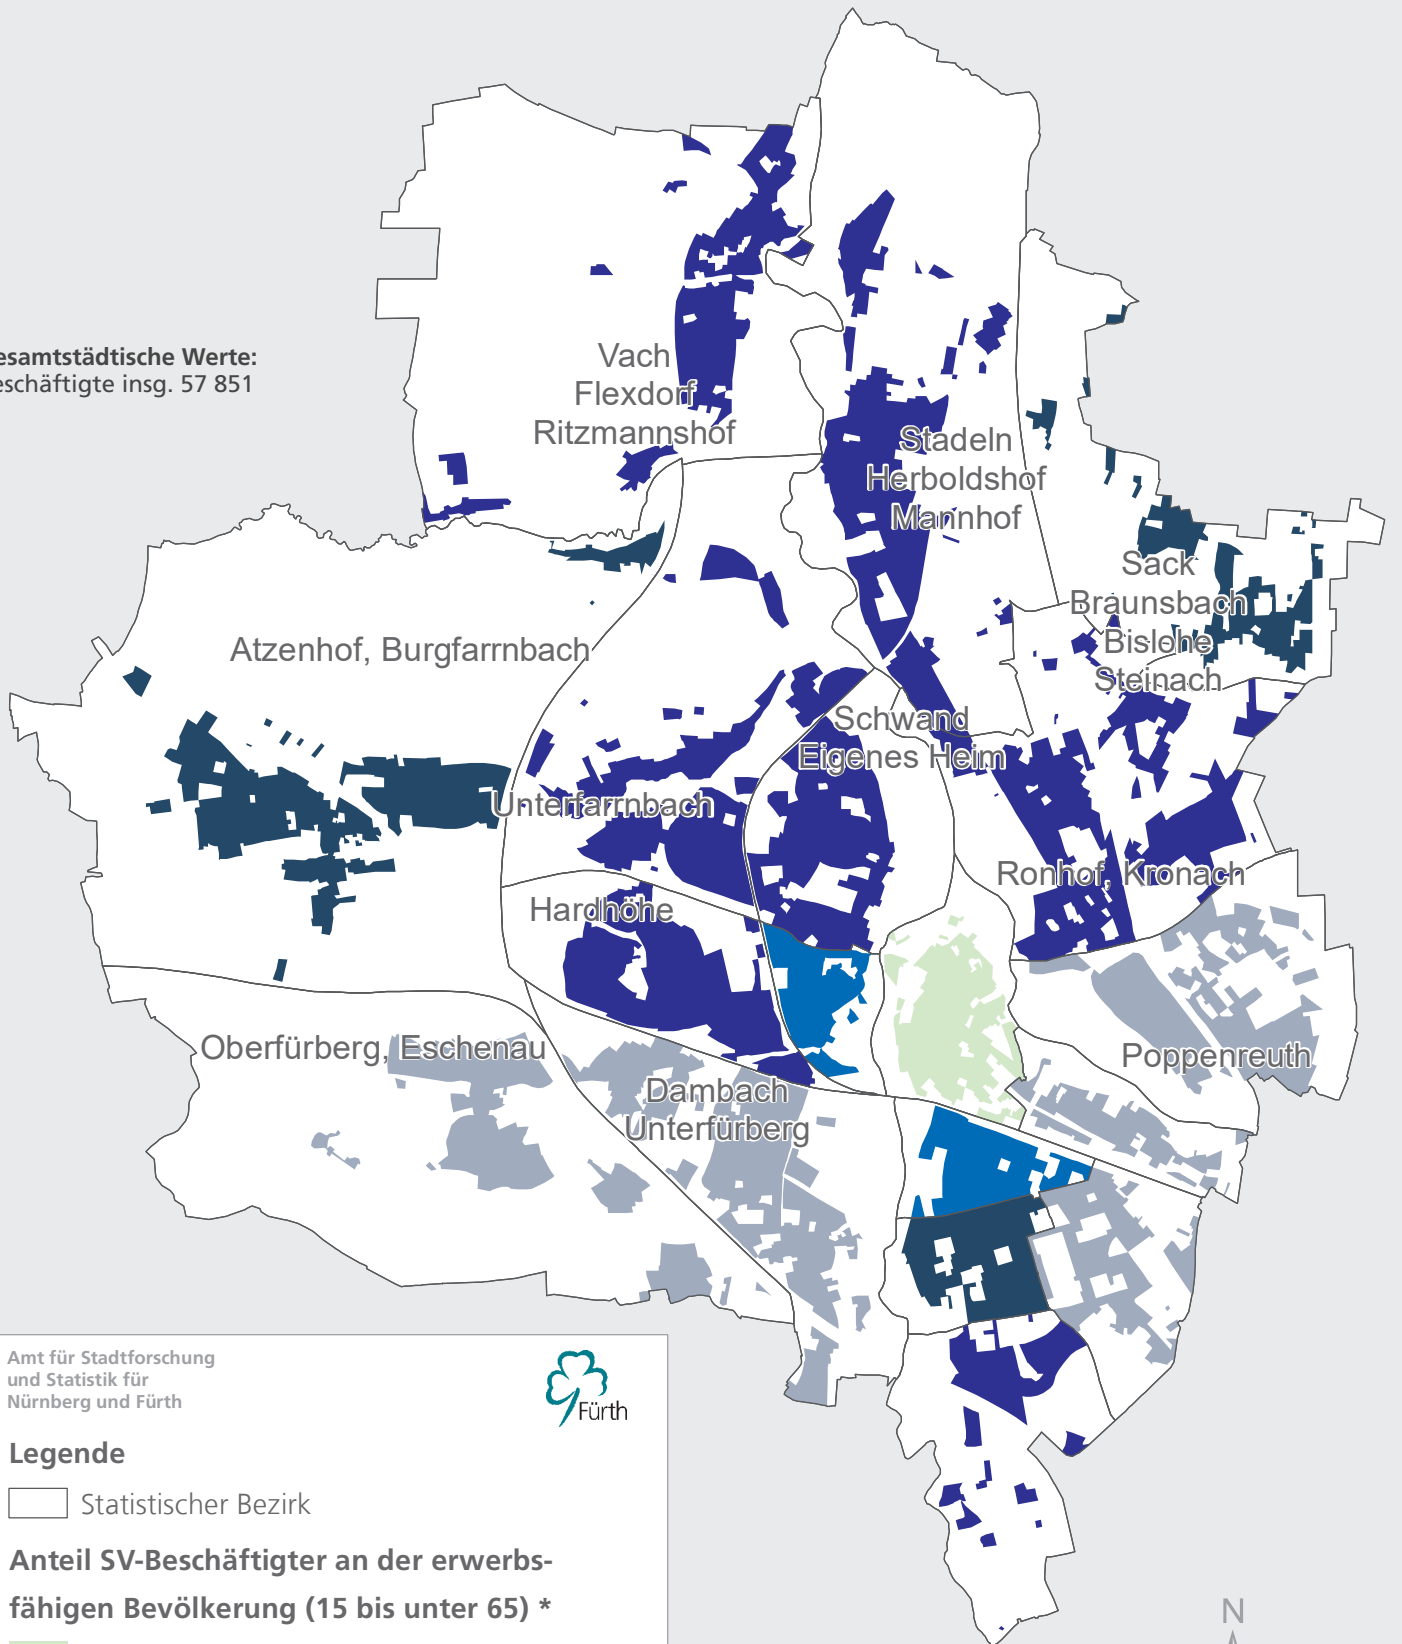 esamtstädtische Werte:
eschäftigte insg. 57 851
Vach
Flexdorf
Ritzmannshof
Stadeln
Herboldshof
Mannhof
Sack
Braunsbach
Bislohe
Steinach
Atzenhof, Burgfarrnbach
Schwand
Eigenes Heim
Unterfarrnbach
Ronhof, Kronach
Hardhöhe
Oberfürberg, Eschenau
Poppenreuth
Dambach
Unterfürberg
Amt für Stadtforschung
und Statistik für
Nürnberg und Fürth
Fürth
Legende
Statistischer Bezirk
Anteil SV-Beschäftigter an der erwerbs-
fähigen Bevölkerung (15 bis unter 65) *
N